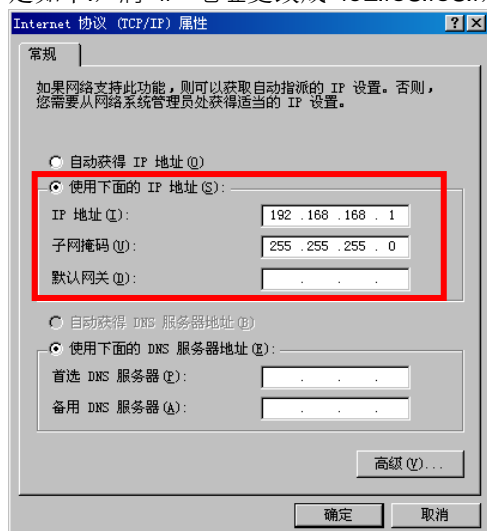 Internet 协议 (TCP/IP) 属性
常规
如果网络支持此功能，则可以获取自动指派的 IP 设置。否则，
您需要从网络系统管理员处获得适当的 IP 设置。
自动获得 IP 地址(O)
使用下面的 IP 地址(S):
IP 地址(I): 192 .168 .168 . 1
子网掩码(U): 255 .255 .255 . 0
默认网关(D): . . .
自动获得 DNS 服务器地址(B)
使用下面的 DNS 服务器地址(E):
首选 DNS 服务器(P): . . .
备用 DNS 服务器(A): . . .
高级(V)...
确定 取消